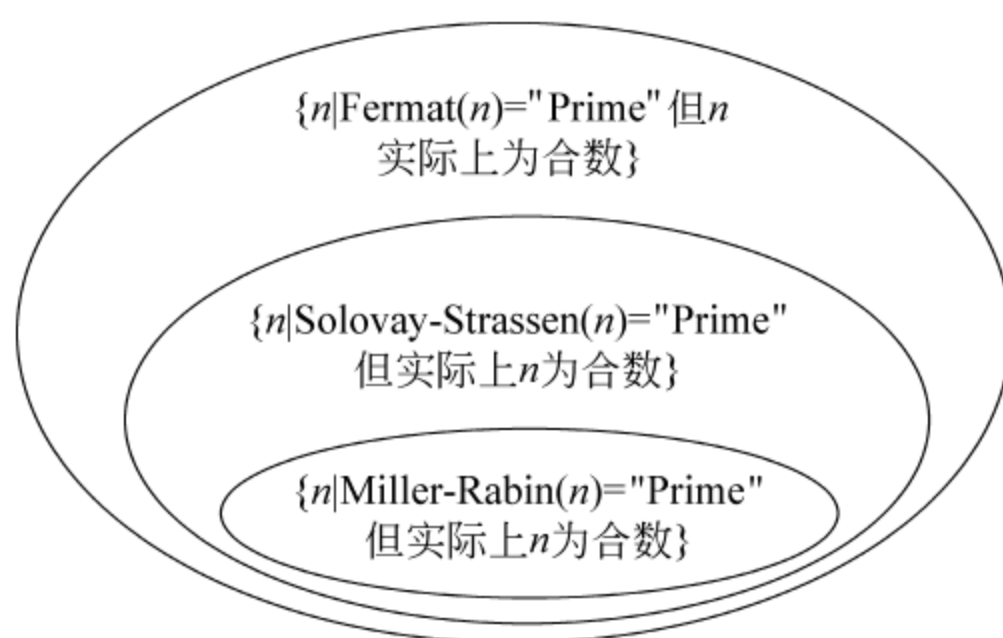 {n|Fermat(n)="Prime"但n
实际上为合数}
{n|Solovay-Strassen(n)="Prime"
但实际上n为合数}
{n|Miller-Rabin(n)="Prime"
但实际上n为合数}